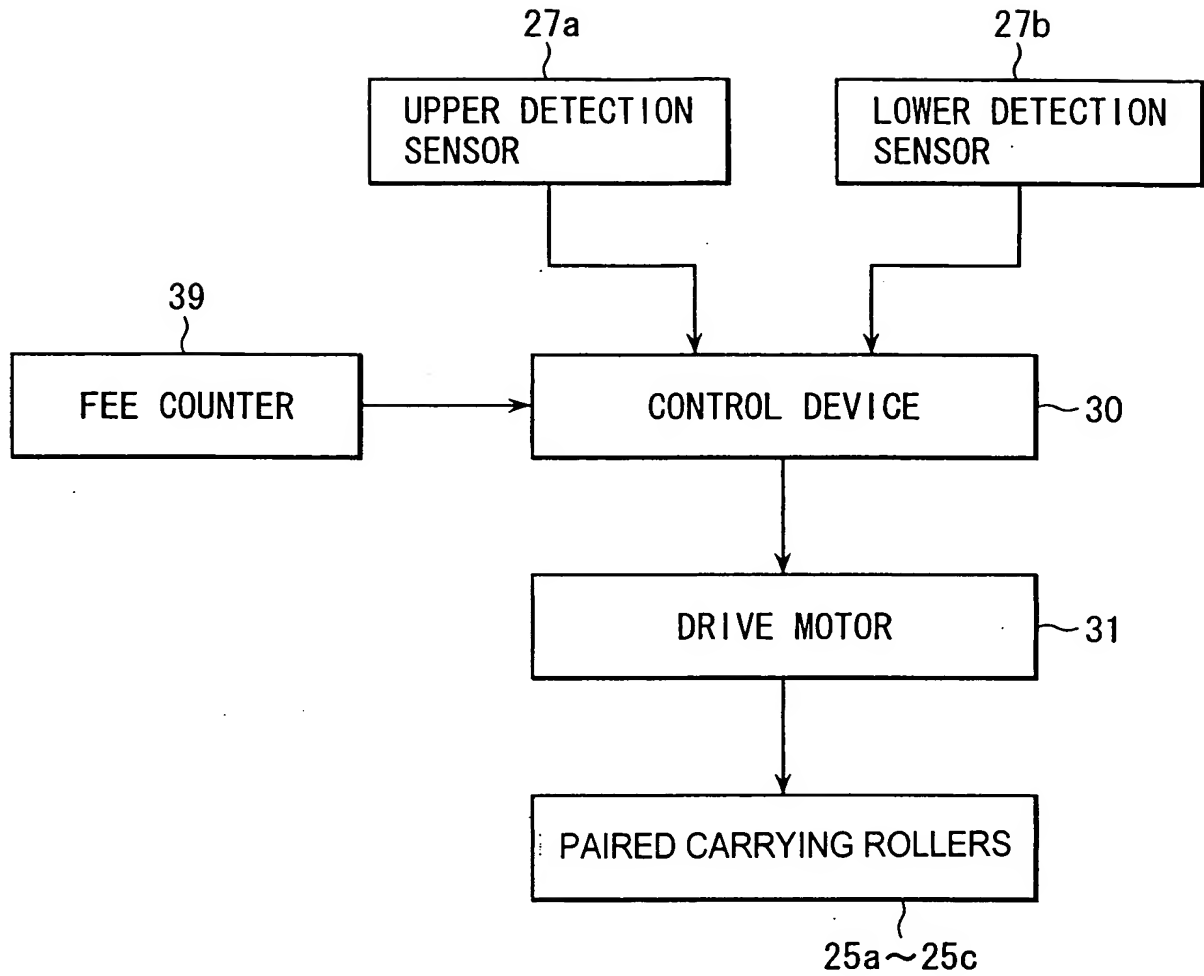 27a
27b
UPPER DETECTION
SENSOR
LOWER DETECTION
SENSOR
39
FEE COUNTER
CONTROL DEVICE
30
DRIVE MOTOR
31
PAIRED CARRYING ROLLERS
25a～25c